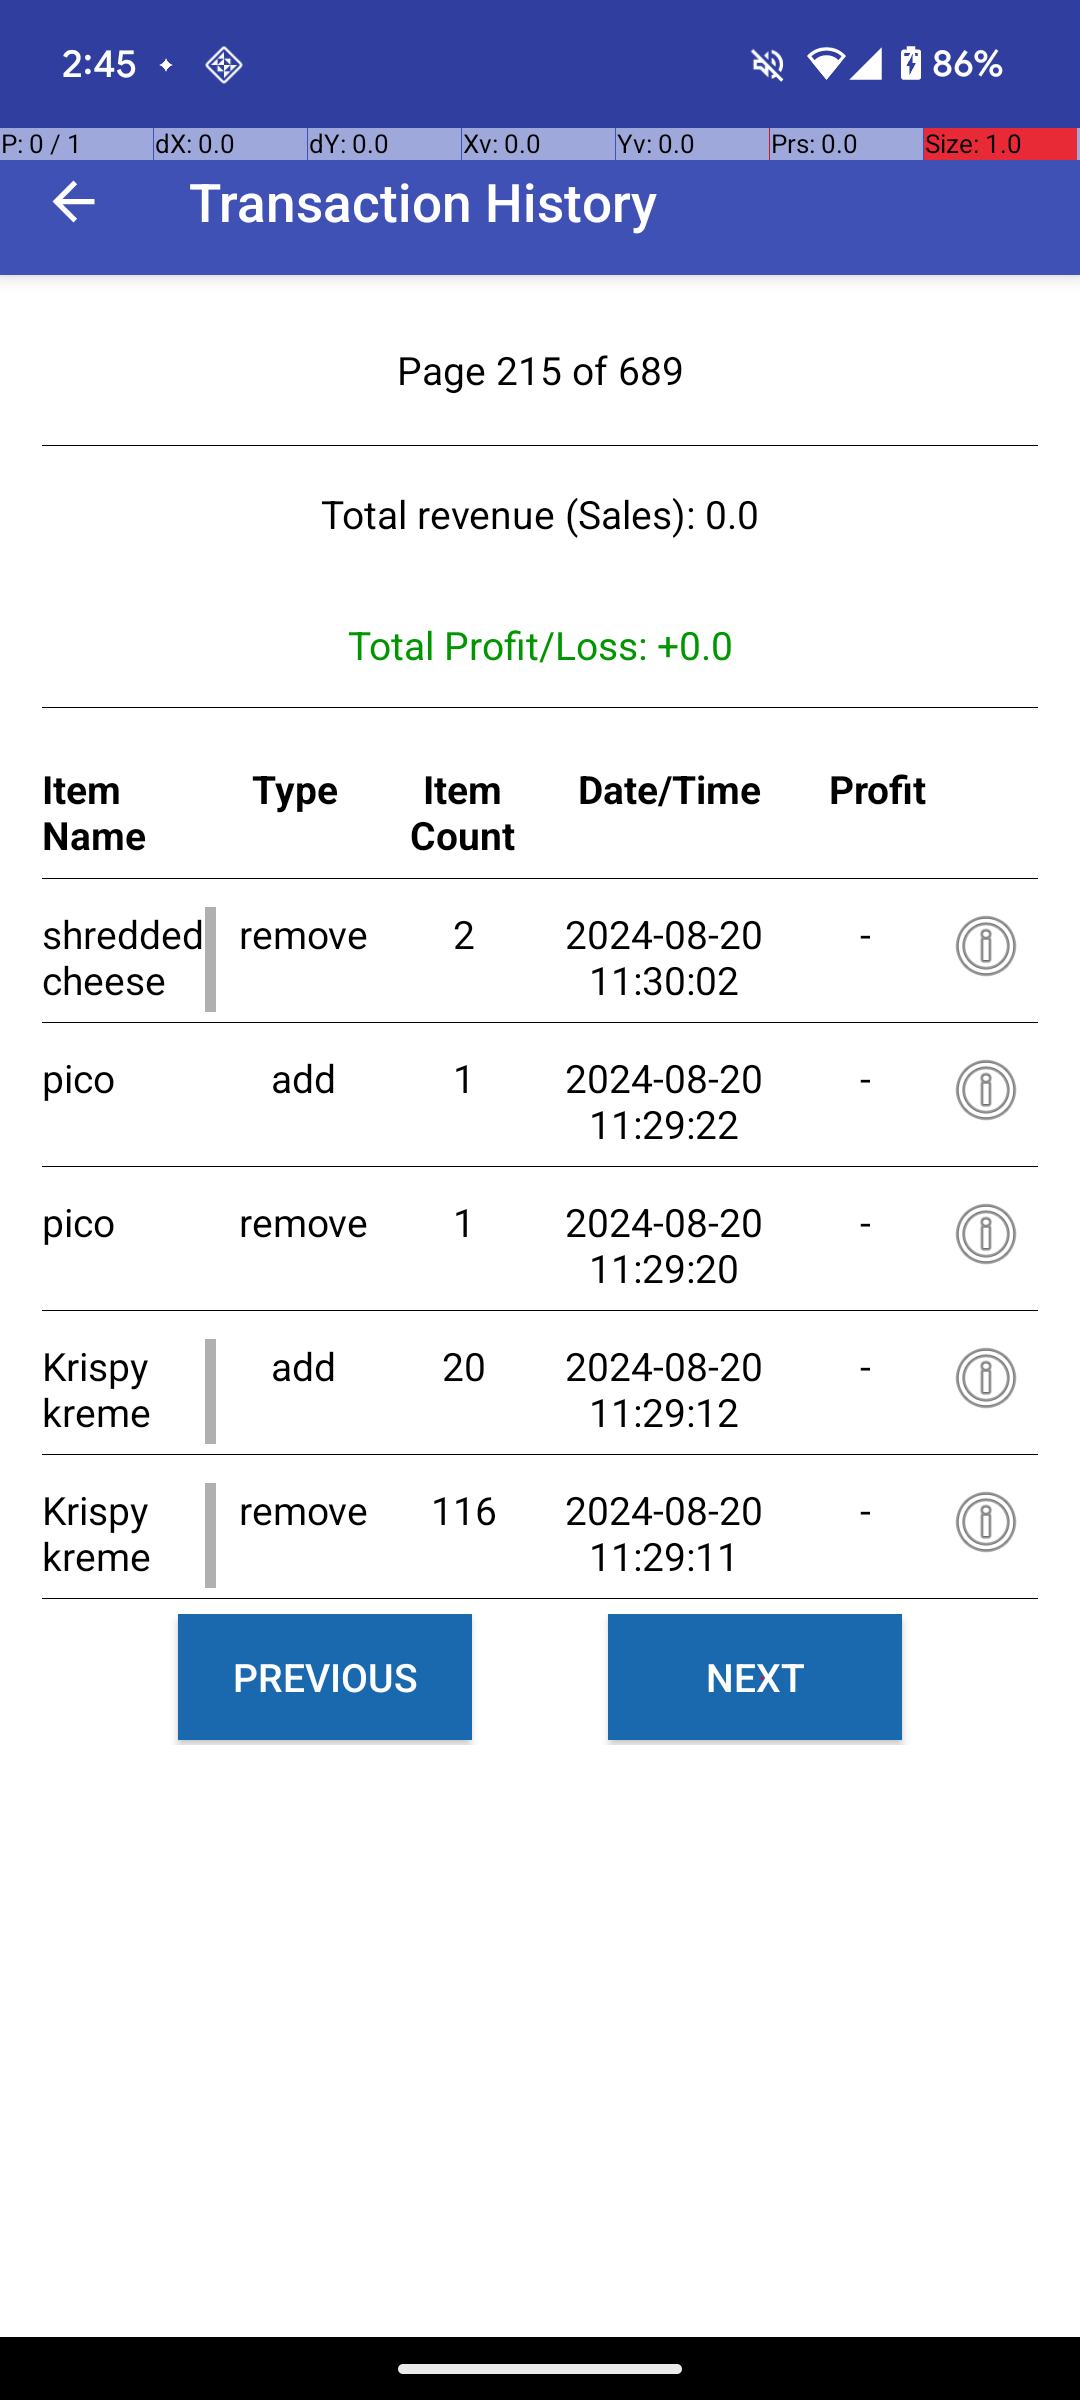 2:45 86%
P: 0 / 1 dX: 0.0 dY: 0.0 Xv: 0.0 Yv: 0.0 Prs: 0.0 Size: 1.0
Transaction History
Page 215 of 689
Total revenue (Sales): 0.0
Total Profit/Loss: +0.0
Item Type Item Date/Time Profit
Name Count
shredded remove 2 2024-08-20 -
cheese 11:30:02
pico add 1 2024-08-20 -
11:29:22
pico remove 1 2024-08-20 -
11:29:20
Krispy add 20 2024-08-20 -
kreme 11:29:12
Krispy remove 116 2024-08-20 -
kreme 11:29:11
PREVIOUS NEXT